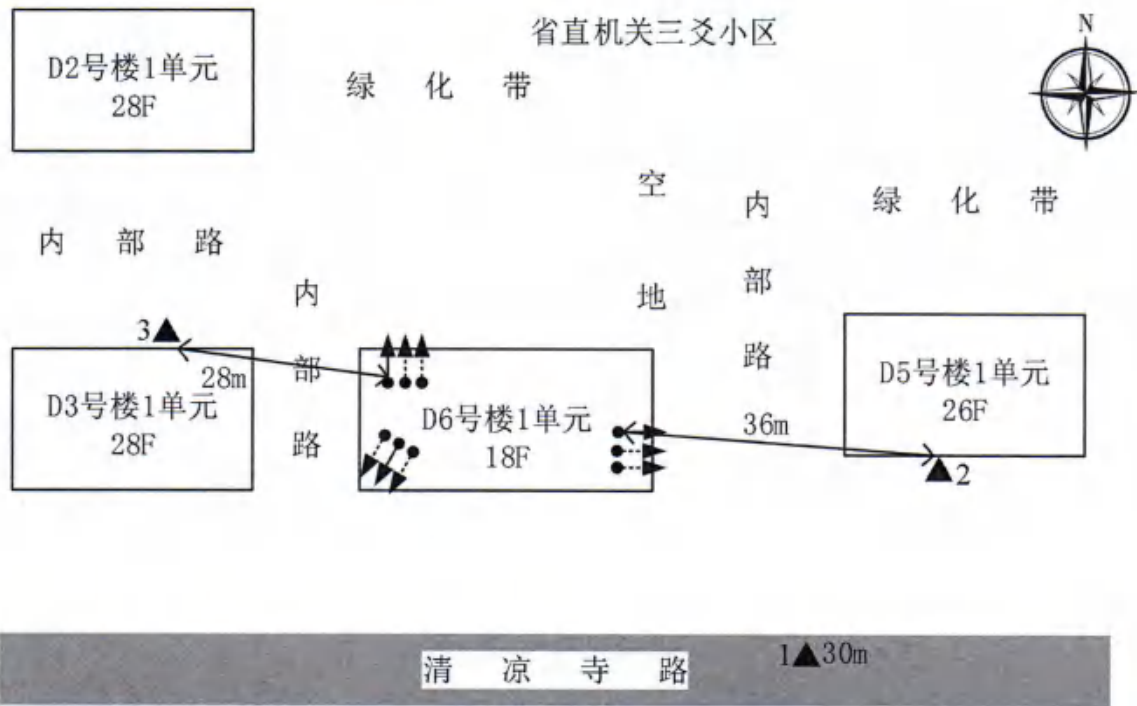 省直机关三爻小区
N
D2号楼1单元
28F
绿化带
空地
内部路
绿化带
内部路
内部路
3
28m
D3号楼1单元
28F
D6号楼1单元
18F
36m
D5号楼1单元
26F
2
1
30m
清凉寺路